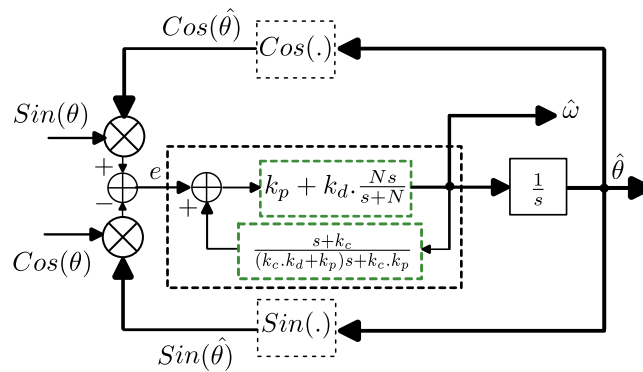 Cos(θ̂)
Cos(.)
Sin(θ)
ω̂
+
e
k_p + k_d. Ns/(s+N)
1/s
θ̂
−
+
(s+k_c)/((k_c.k_d+k_p)s+k_c.k_p)
Cos(θ)
Sin(.)
Sin(θ̂)